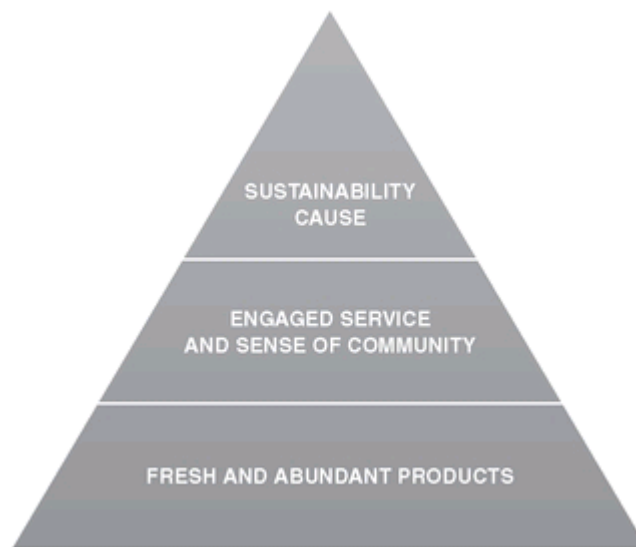 SUSTAINABILITY
CAUSE
ENGAGED SERVICE
AND SENSE OF COMMUNITY
FRESH AND ABUNDANT PRODUCTS